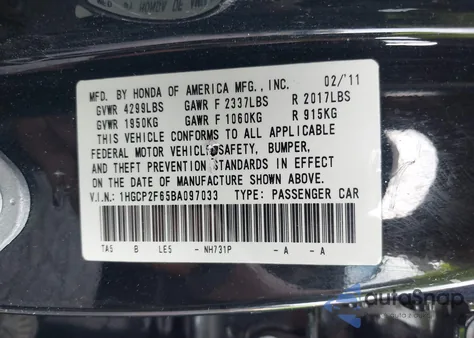 MFD. BY HONDA OF AMERICA MFG., INC. 02/'11
GVWR 4299LBS GAWR F 2337LBS R 2017LBS
GVWR 1950KG GAWR F 1060KG R 915KG
THIS VEHICLE CONFORMS TO ALL APPLICABLE
FEDERAL MOTOR VEHICLE SAFETY, BUMPER,
AND THEFT PREVENTION STANDARDS IN EFFECT
ON THE DATE OF MANUFACTURE SHOWN ABOVE.
V.I.N.: 1HGCP2F65BA097033 TYPE: PASSENGER CAR
TA5 B LE5 - NH731P - A - A
autoSnap